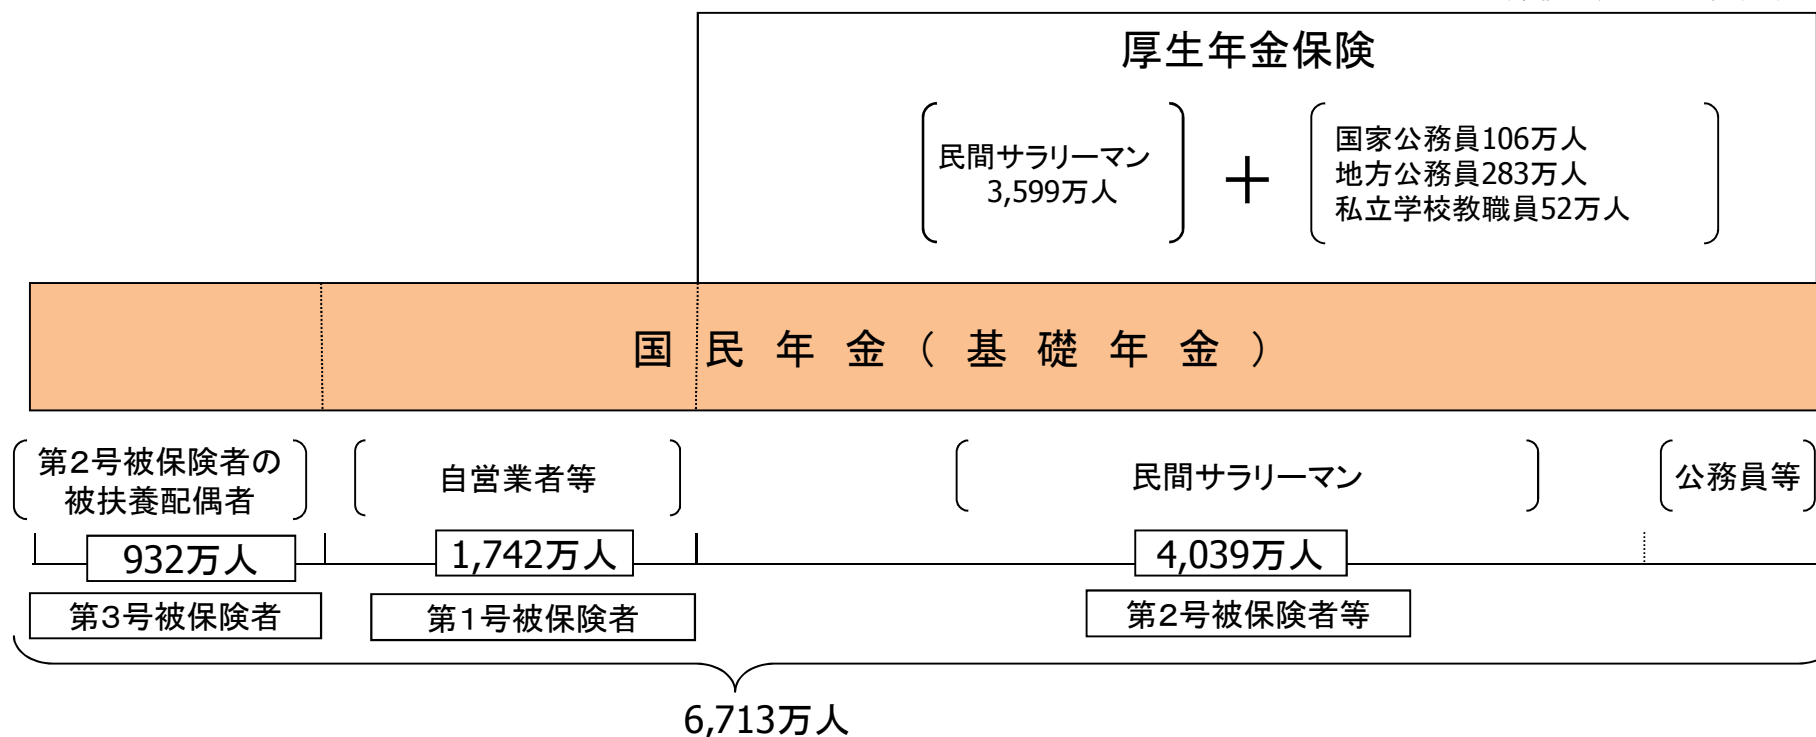 厚生年金保険
民間サラリーマン
3,599万人
＋
国家公務員106万人
地方公務員283万人
私立学校教職員52万人
国民年金(基礎年金)
第2号被保険者の
被扶養配偶者
自営業者等
民間サラリーマン
公務員等
932万人
1,742万人
4,039万人
第3号被保険者
第1号被保険者
第2号被保険者等
6,713万人